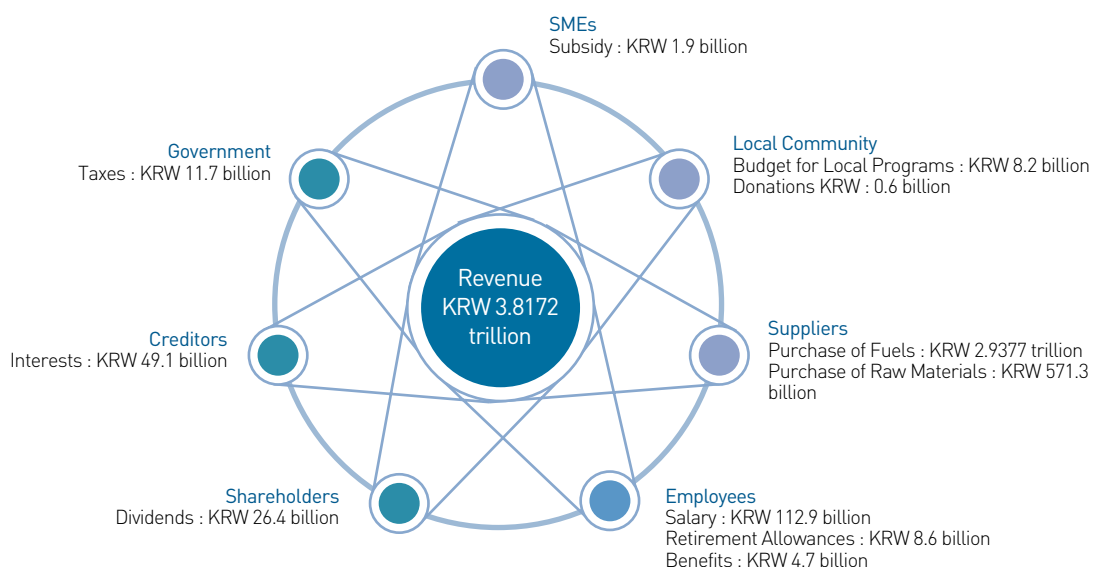 SMEs
Subsidy : KRW 1.9 billion
Government
Taxes : KRW 11.7 billion
Local Community
Budget for Local Programs : KRW 8.2 billion
Donations KRW : 0.6 billion
Revenue
KRW 3.8172
trillion
Creditors
Interests : KRW 49.1 billion
Suppliers
Purchase of Fuels : KRW 2.9377 trillion
Purchase of Raw Materials : KRW 571.3
billion
Shareholders
Dividends : KRW 26.4 billion
Employees
Salary : KRW 112.9 billion
Retirement Allowances : KRW 8.6 billion
Benefits : KRW 4.7 billion